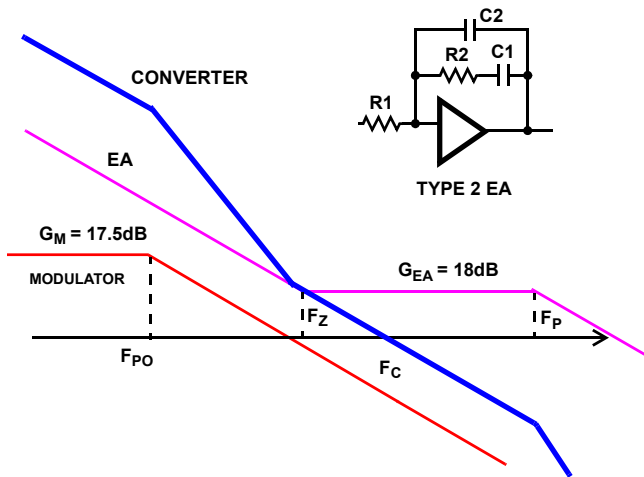 C2
R2
C1
R1
TYPE 2 EA
CONVERTER
EA
G_M = 17.5dB
MODULATOR
G_EA = 18dB
F_Z
F_P
F_PO
F_C